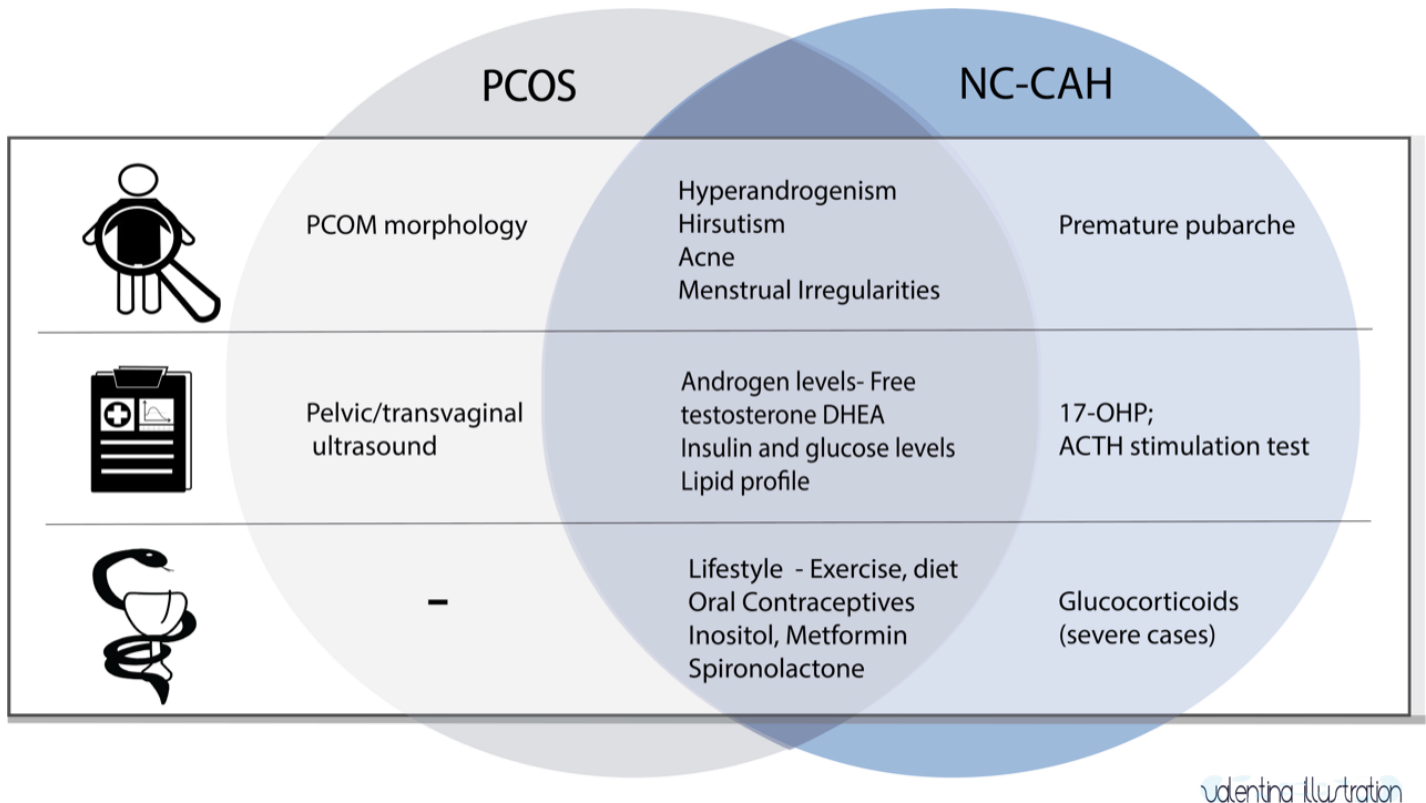 PCOS
NC-CAH
PCOM morphology
Hyperandrogenism
Hirsutism
Acne
Menstrual Irregularities
Premature pubarche
Pelvic/transvaginal
ultrasound
Androgen levels- Free
testosterone DHEA
Insulin and glucose levels
Lipid profile
17-OHP;
ACTH stimulation test
–
Lifestyle - Exercise, diet
Oral Contraceptives
Inositol, Metformin
Spironolactone
Glucocorticoids
(severe cases)
valentina illustration